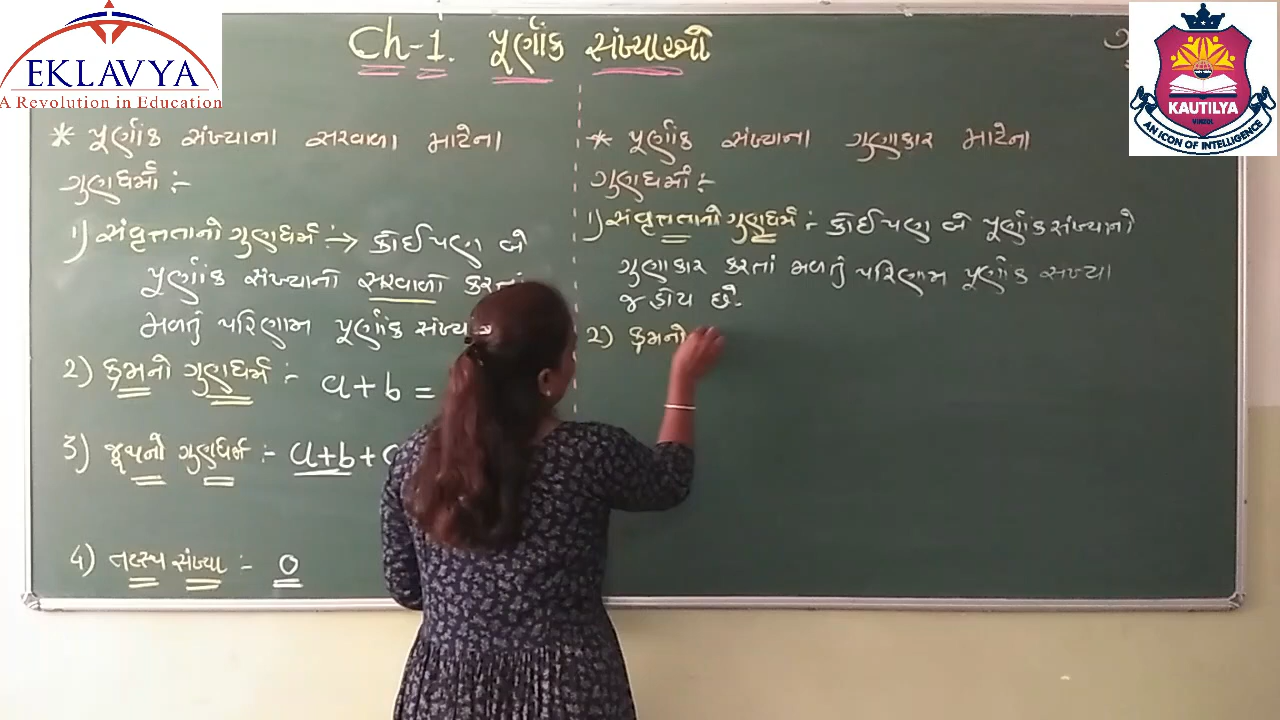 EKLAVYA
A Revolution in Education
Ch-1. પૂર્ણાંક સંખ્યાઓ
KAUTILYA
VINZOL
AN ICON OF INTELLIGENCE
* પૂર્ણાંક સંખ્યાના સરવાળા માટેના
ગુણધર્મો :-
1) સંવૃત્તતાનો ગુણધર્મ :-> કોઈપણ બે
પૂર્ણાંક સંખ્યાનો સરવાળો કરતાં
મળતું પરિણામ પૂર્ણાંક
2) ક્રમનો ગુણધર્મ :- a+b =
3) જૂથનો ગુણધર્મ :- a+b+
4) તટસ્થ સંખ્યા :- 0
* પૂર્ણાંક સંખ્યાના ગુણાકાર માટેના
ગુણધર્મો :-
1) સંવૃત્તતાનો ગુણધર્મ :- કોઈપણ બે પૂર્ણાંક સંખ્યાનો
ગુણાકાર કરતાં મળતું પરિણામ પૂર્ણાંક સંખ્યા
જ હોય છે.
2) ક્રમનો